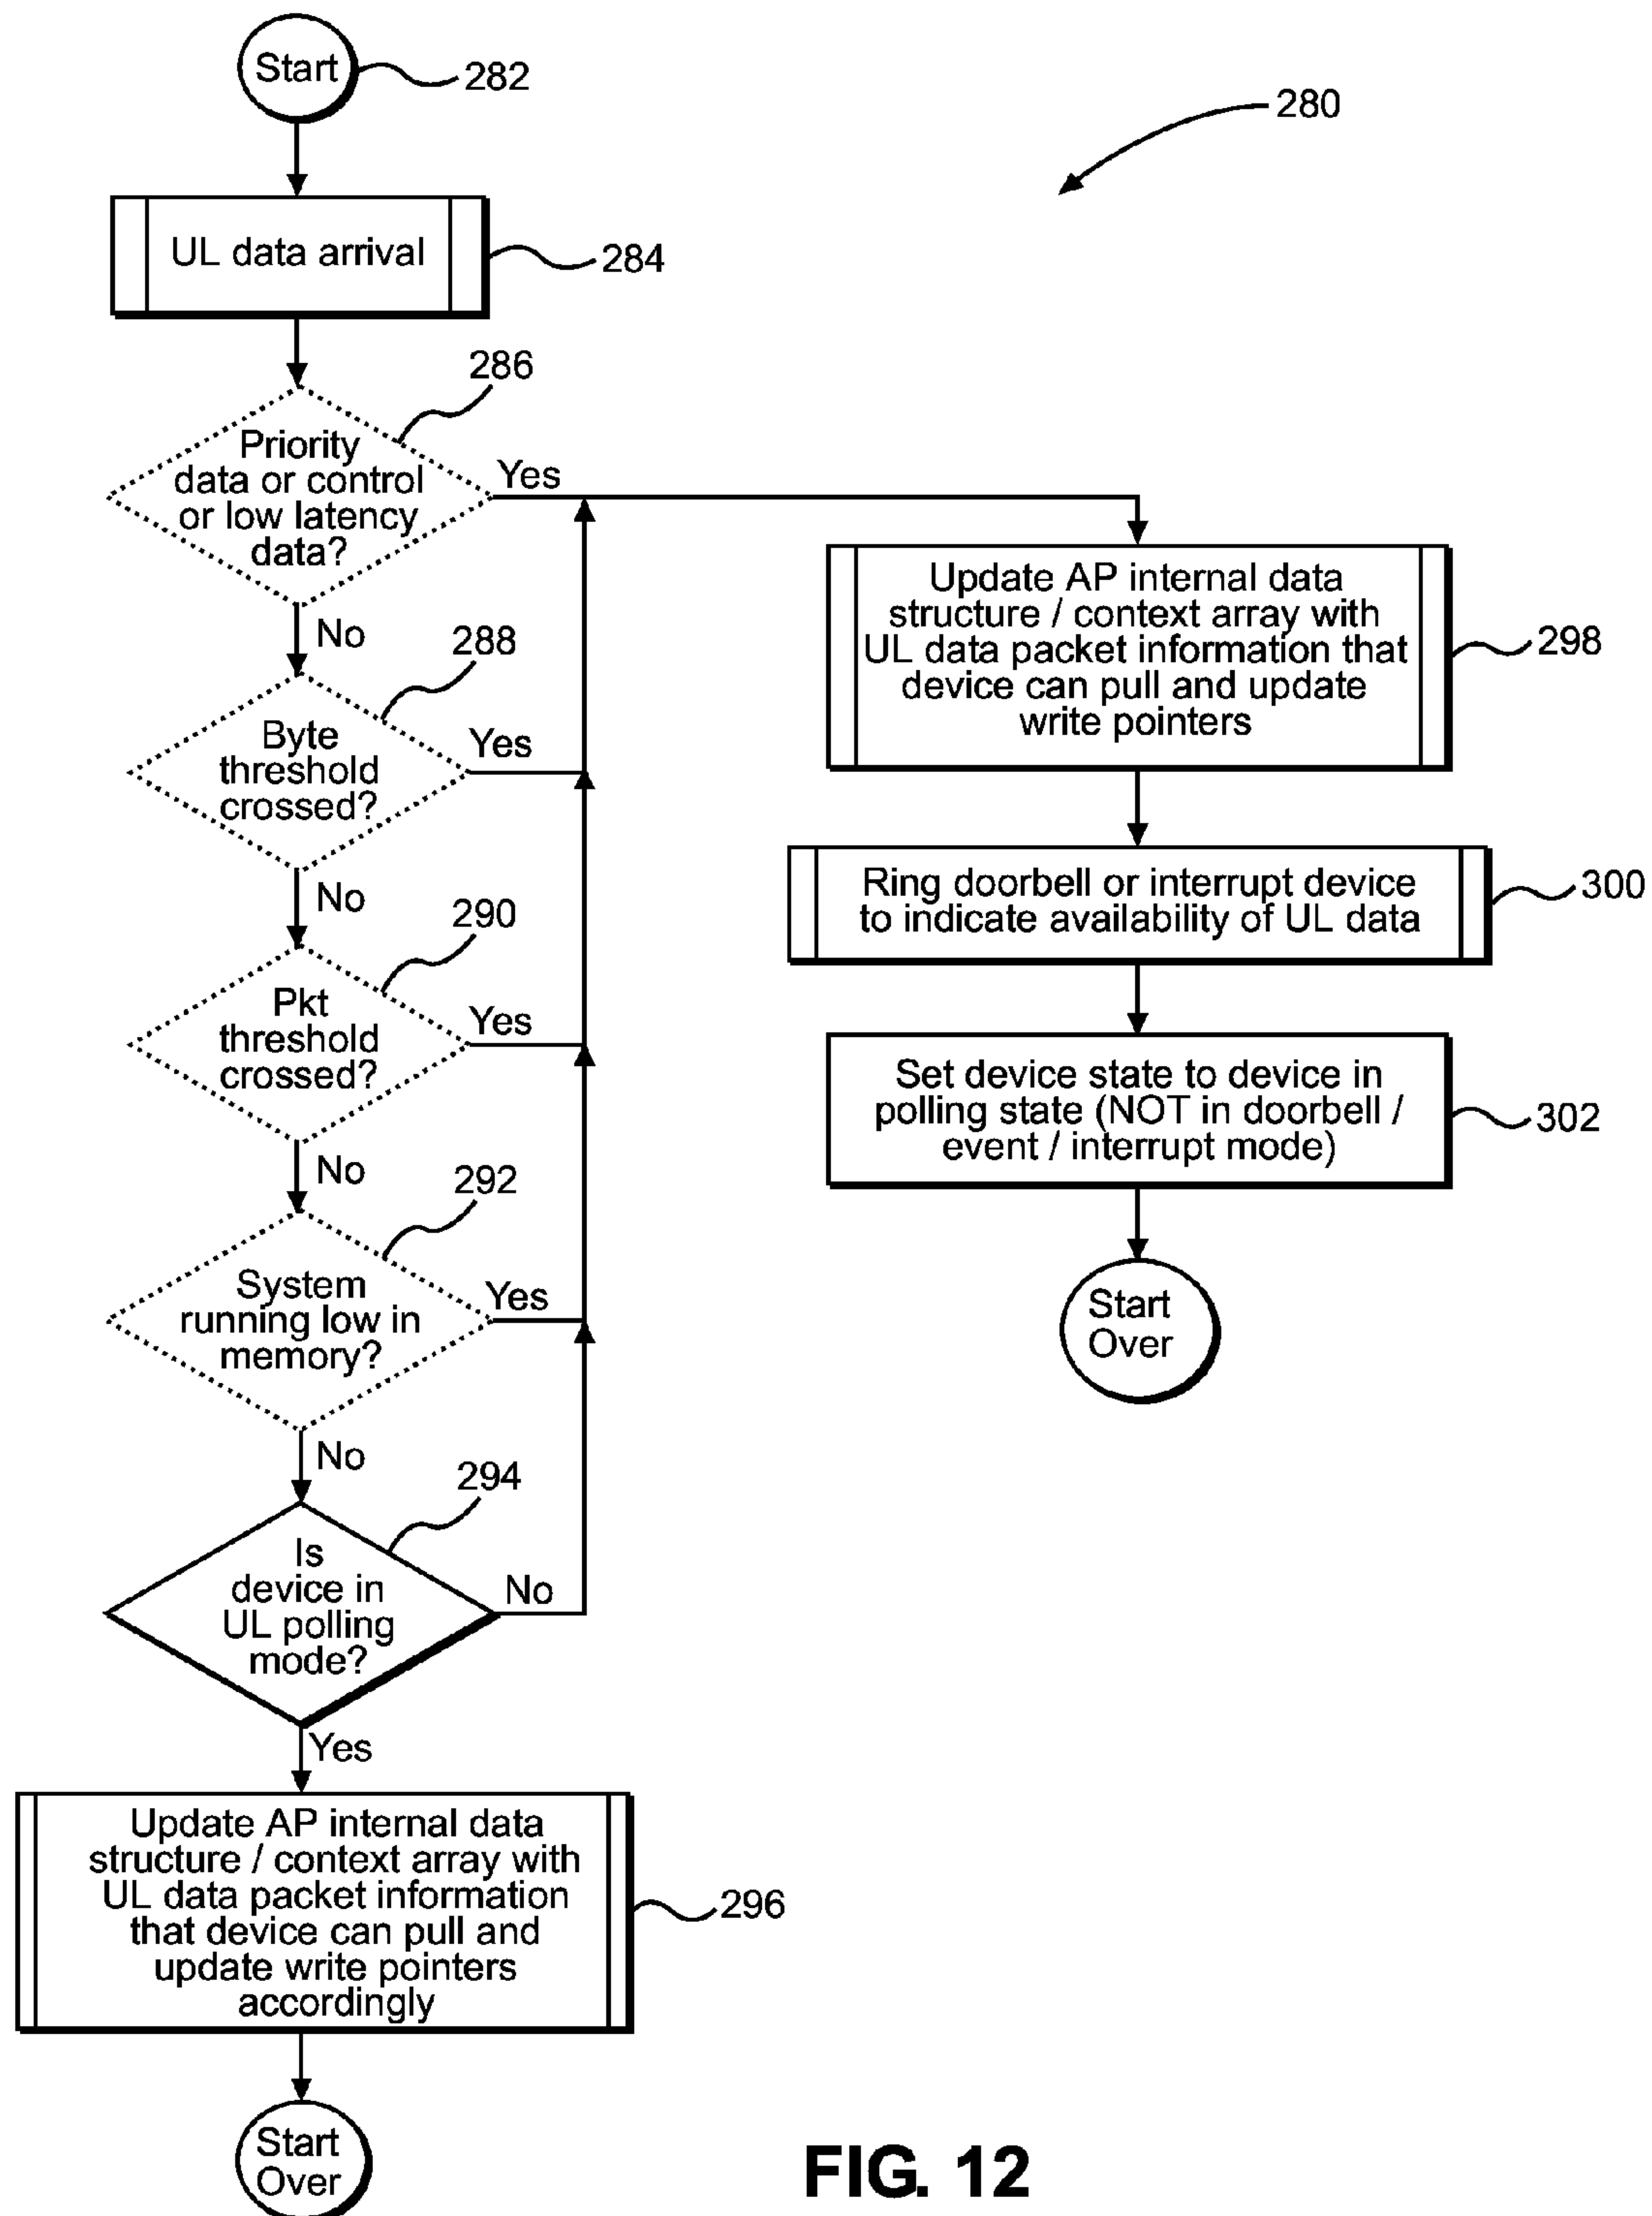 Start
282
280
UL data arrival
284
286
Priority
data or control
or low latency
data?
Yes
No
288
Byte
threshold
crossed?
Yes
No
290
Pkt
threshold
crossed?
Yes
No
292
System
running low in
memory?
Yes
No
294
Is
device in
UL polling
mode?
No
Yes
Update AP internal data
structure / context array with
UL data packet information
that device can pull and
update write pointers
accordingly
296
Start
Over
Update AP internal data
structure / context array with
UL data packet information that
device can pull and update
write pointers
298
Ring doorbell or interrupt device
to indicate availability of UL data
300
Set device state to device in
polling state (NOT in doorbell /
event / interrupt mode)
302
Start
Over
FIG. 12